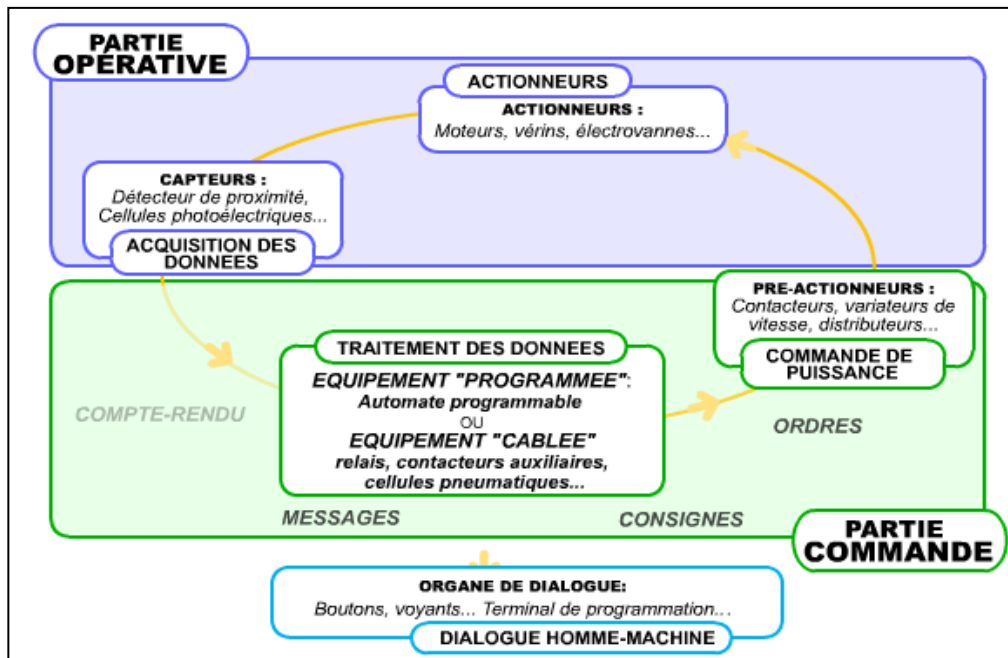 PARTIE
OPÉRATIVE
ACTIONNEURS
ACTIONNEURS :
Moteurs, vérins, électrovannes...
CAPTEURS :
Détecteur de proximité,
Cellules photoélectriques...
ACQUISITION DES
DONNEES
PRE-ACTIONNEURS :
Contacteurs, variateurs de
vitesse, distributeurs...
COMMANDE DE
PUISSANCE
TRAITEMENT DES DONNEES
EQUIPEMENT "PROGRAMMEE":
Automate programmable
OU
EQUIPEMENT "CABLEE"
relais, contacteurs auxiliaires,
cellules pneumatiques...
COMPTE-RENDU
ORDRES
MESSAGES
CONSIGNES
PARTIE
COMMANDE
ORGANE DE DIALOGUE:
Boutons, voyants... Terminal de programmation...
DIALOGUE HOMME-MACHINE